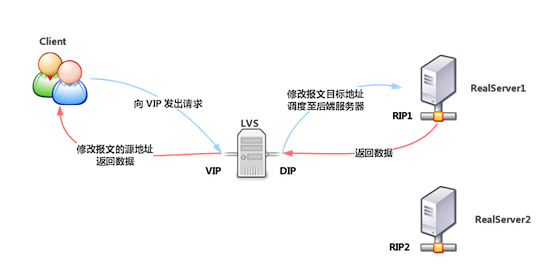 Client
向 VIP 发出请求
LVS
修改报文目标地址
调度至后端服务器
RealServer1
RIP1
修改报文的源地址
返回数据
返回数据
VIP
DIP
RealServer2
RIP2